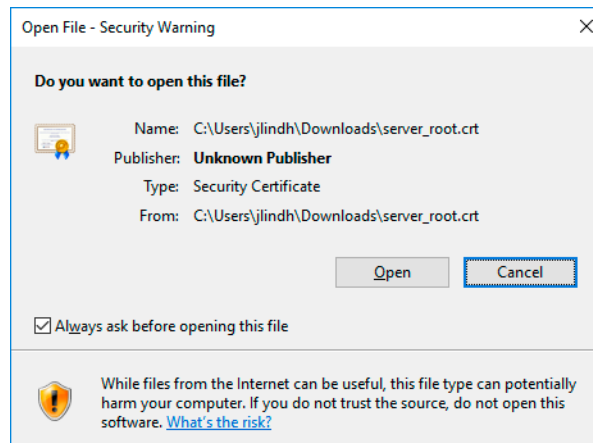 Open File - Security Warning
Do you want to open this file?
Name: C:\Users\jlindh\Downloads\server_root.crt
Publisher: Unknown Publisher
Type: Security Certificate
From: C:\Users\jlindh\Downloads\server_root.crt
Open Cancel
Always ask before opening this file
While files from the Internet can be useful, this file type can potentially
harm your computer. If you do not trust the source, do not open this
software. What's the risk?